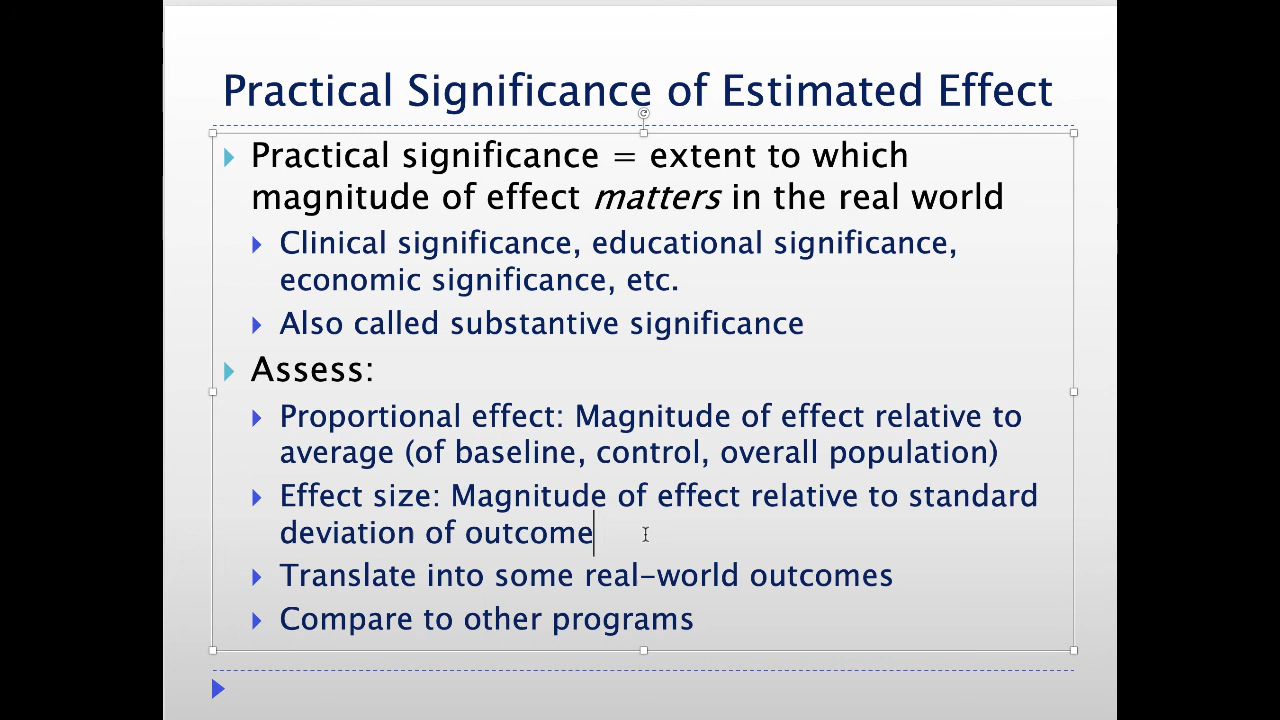 Practical Significance of Estimated Effect
Practical significance = extent to which
magnitude of effect matters in the real world
Clinical significance, educational significance,
economic significance, etc.
Also called substantive significance
Assess:
Proportional effect: Magnitude of effect relative to
average (of baseline, control, overall population)
Effect size: Magnitude of effect relative to standard
deviation of outcome
Translate into some real-world outcomes
Compare to other programs